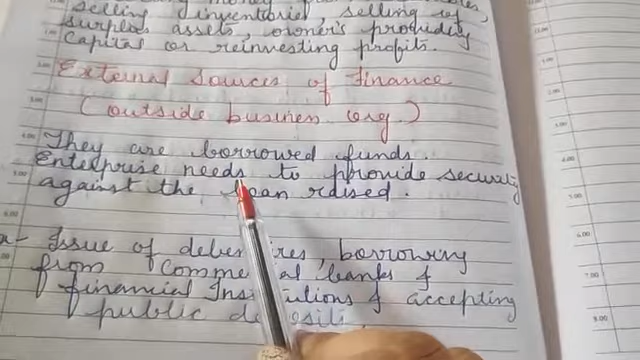 selling inventories, selling of
surplus assets, owner's providing
capital or reinvesting profits.
External Sources of Finance
(outside business org.)
They are borrowed funds.
Enterprise needs to provide security
against the loan rdised.
Issue of debentures, borrowing
from commercial banks &
financial Institutions & accepting
public deposits